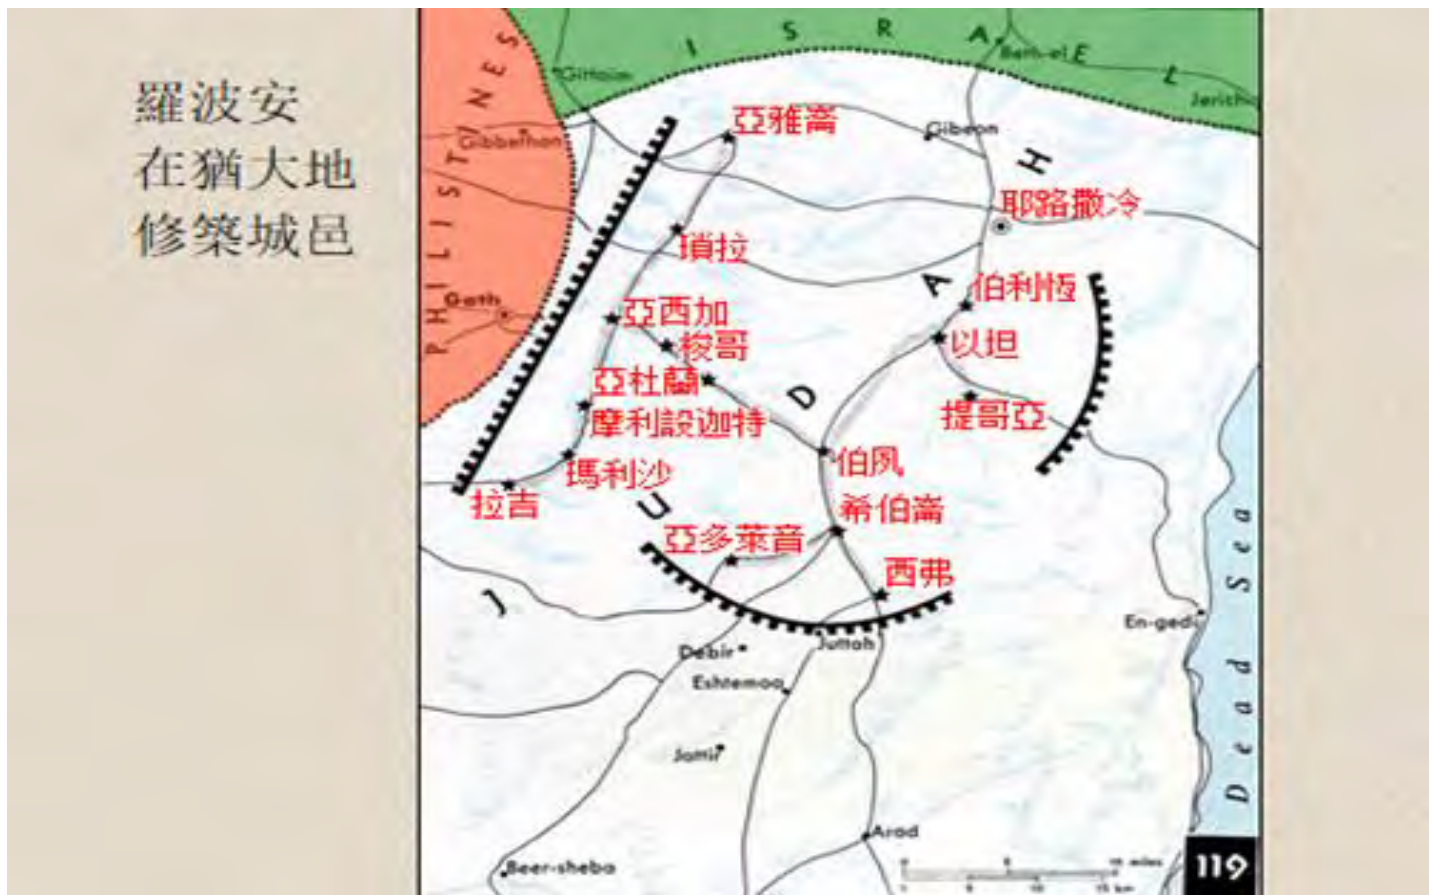 羅波安
在猶大地
修築城邑
ISRAEL
Beth-el
Gittaim
Jericho
PHILISTINES
亞雅崙
Gibeon
Gibbethon
JUDAH
耶路撒冷
瑣拉
伯利恆
Gath
亞西加
以坦
梭哥
亞杜蘭
提哥亞
摩利設迦特
伯夙
瑪利沙
拉吉
希伯崙
亞多萊音
西弗
Dead Sea
En-gedi
Juttah
Debir
Eshtemoa
Jattir
Arad
10 miles
Beer-sheba
15 km
119